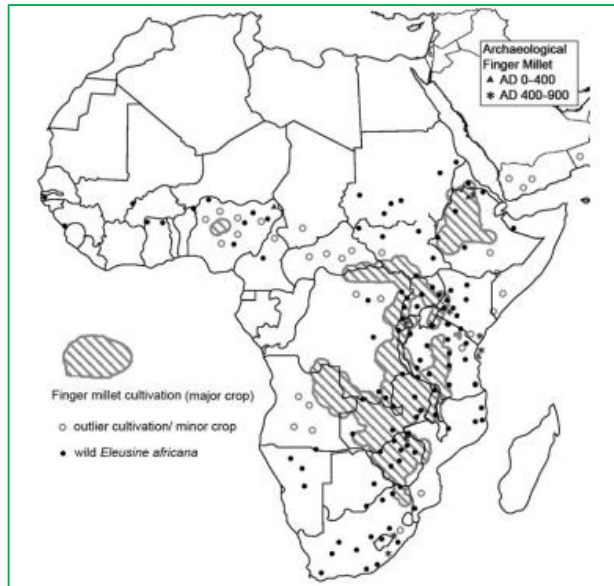 Archaeological
Finger Millet
▲ AD 0–400
✱ AD 400–900
Finger millet cultivation (major crop)
○ outlier cultivation/ minor crop
• wild Eleusine africana